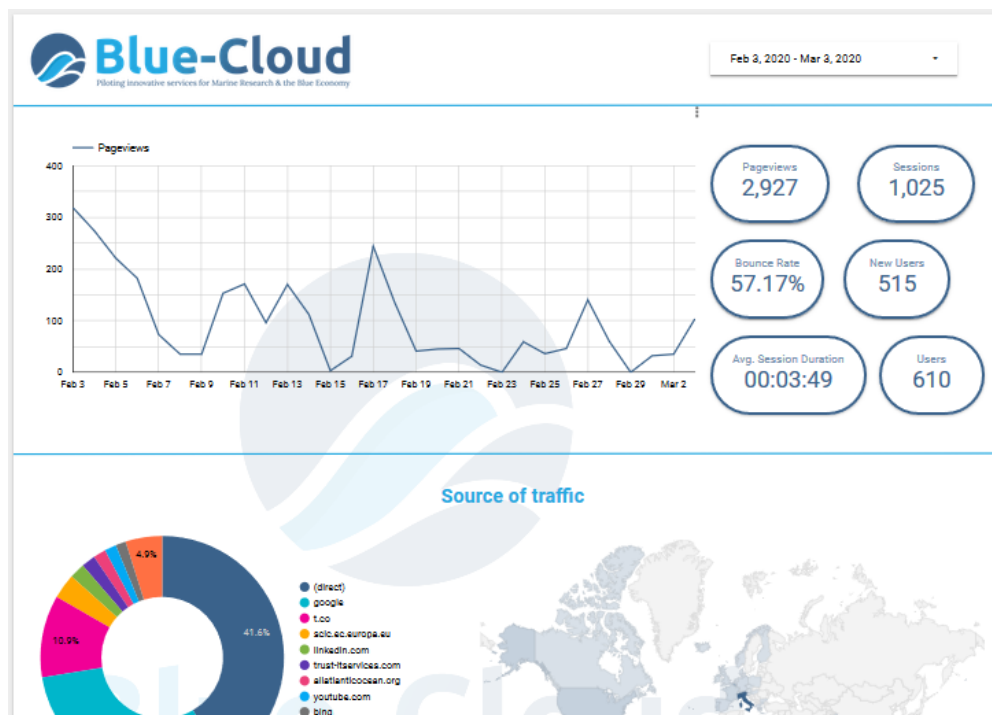 Blue-Cloud
Piloting innovative services for Marine Research & the Blue Economy
Feb 3, 2020 - Mar 3, 2020
Pageviews
400
300
200
100
0
Feb 3 Feb 5 Feb 7 Feb 9 Feb 11 Feb 13 Feb 15 Feb 17 Feb 19 Feb 21 Feb 23 Feb 25 Feb 27 Feb 29 Mar 2
Pageviews
2,927
Sessions
1,025
Bounce Rate
57.17%
New Users
515
Avg. Session Duration
00:03:49
Users
610
Source of traffic
4.9%
10.9%
41.6%
(direct)
google
t.co
scic.ec.europa.eu
linkedin.com
trust-itservices.com
allatlanticocean.org
youtube.com
bing
Blue-Cloud